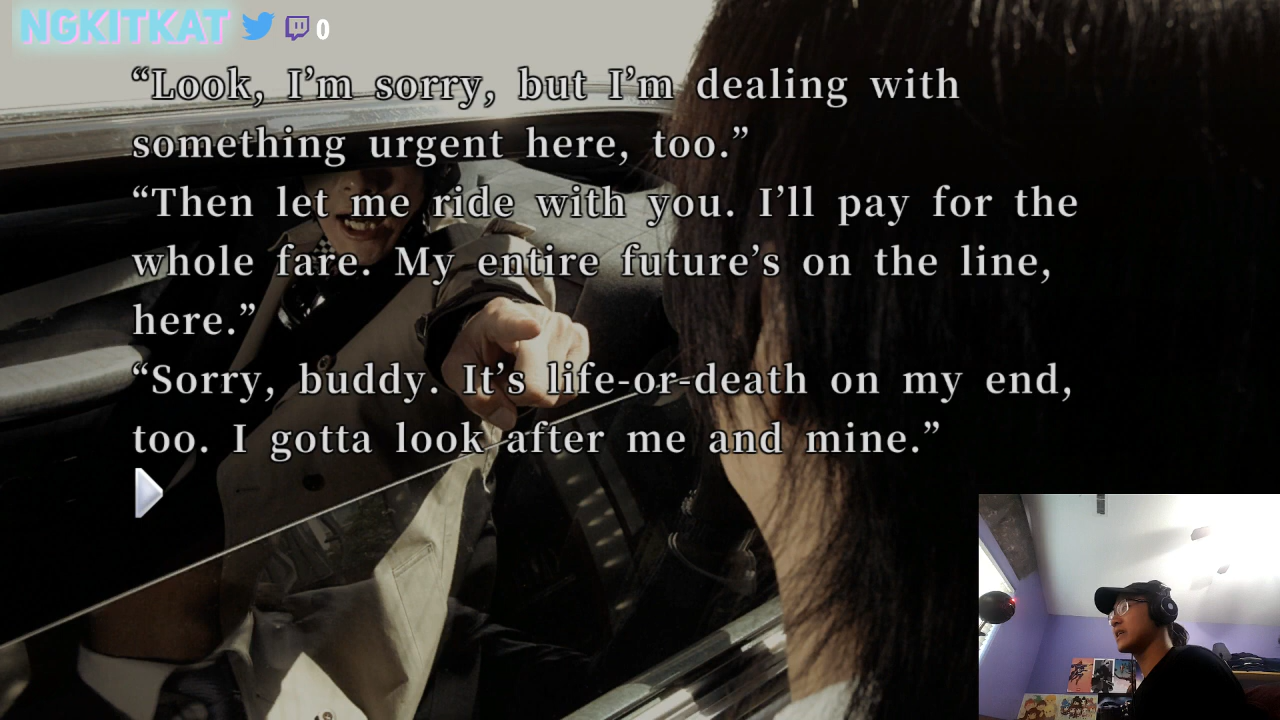 NGKITKAT 0
“Look, I’m sorry, but I’m dealing with
something urgent here, too.”
“Then let me ride with you. I’ll pay for the
whole fare. My entire future’s on the line,
here.”
“Sorry, buddy. It’s life-or-death on my end,
too. I gotta look after me and mine.”